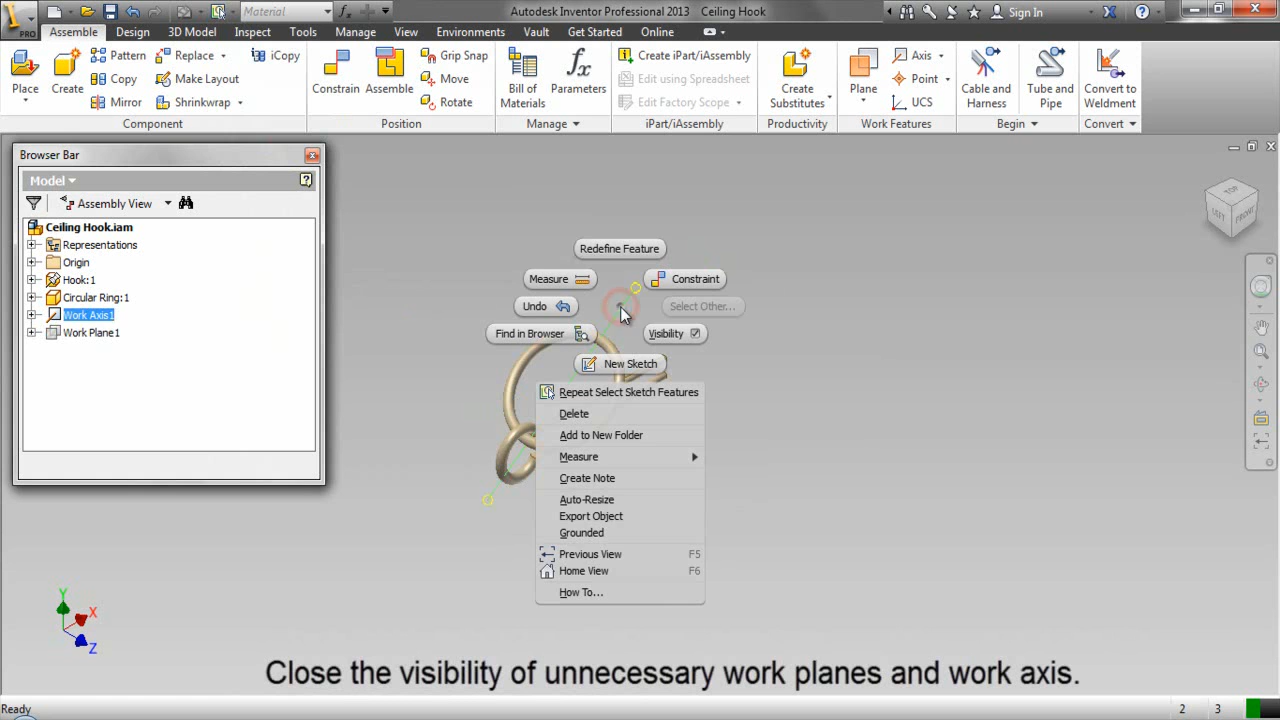 Material
Autodesk Inventor Professional 2013 Ceiling Hook
Sign In
PRO
Assemble Design 3D Model Inspect Tools Manage View Environments Vault Get Started Online
Place
Create
Pattern
Copy
Mirror
Replace
Make Layout
Shrinkwrap
iCopy
Component
Constrain
Assemble
Grip Snap
Move
Rotate
Position
Bill of
Materials
Parameters
Manage
Create iPart/iAssembly
Edit using Spreadsheet
Edit Factory Scope
iPart/iAssembly
Create
Substitutes
Productivity
Plane
Axis
Point
UCS
Work Features
Cable and
Harness
Tube and
Pipe
Begin
Convert to
Weldment
Convert
Browser Bar
Model
Assembly View
Ceiling Hook.iam
Representations
Origin
Hook:1
Circular Ring:1
Work Axis1
Work Plane1
TOP
LEFT
FRONT
Redefine Feature
Measure
Constraint
Undo
Select Other...
Find in Browser
Visibility
New Sketch
Repeat Select Sketch Features
Delete
Add to New Folder
Measure
Create Note
Auto-Resize
Export Object
Grounded
Previous View F5
Home View F6
How To...
Y
X
Z
Close the visibility of unnecessary work planes and work axis.
Ready
2 3